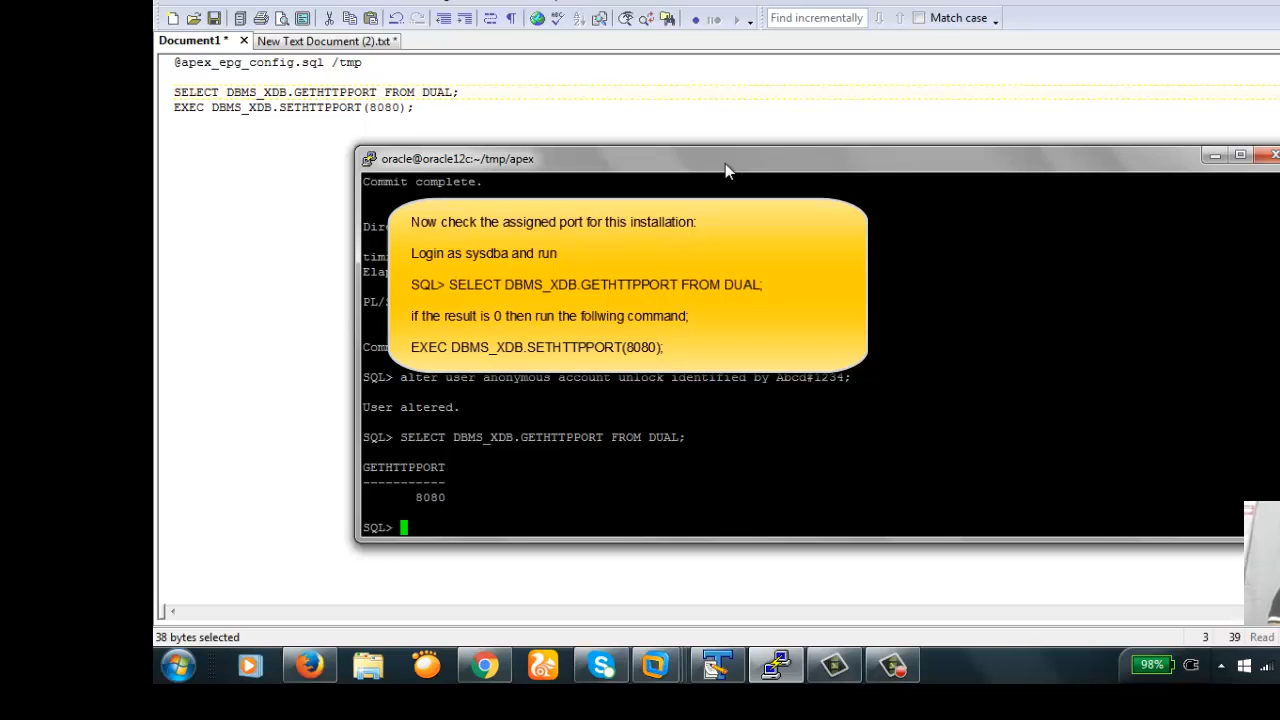 Find incrementally
Match case
Document1 *
New Text Document (2).txt *
@apex_epg_config.sql /tmp
SELECT DBMS_XDB.GETHTTPPORT FROM DUAL;
EXEC DBMS_XDB.SETHTTPPORT(8080);
oracle@oracle12c:~/tmp/apex
Commit complete.
Now check the assigned port for this installation:
Login as sysdba and run
SQL> SELECT DBMS_XDB.GETHTTPPORT FROM DUAL;
if the result is 0 then run the follwing command;
EXEC DBMS_XDB.SETHTTPPORT(8080);
SQL> alter user anonymous account unlock identified by Abcd#1234;
User altered.
SQL> SELECT DBMS_XDB.GETHTTPPORT FROM DUAL;
GETHTTPPORT
-----------
8080
SQL>
38 bytes selected
3
39
Read
98%